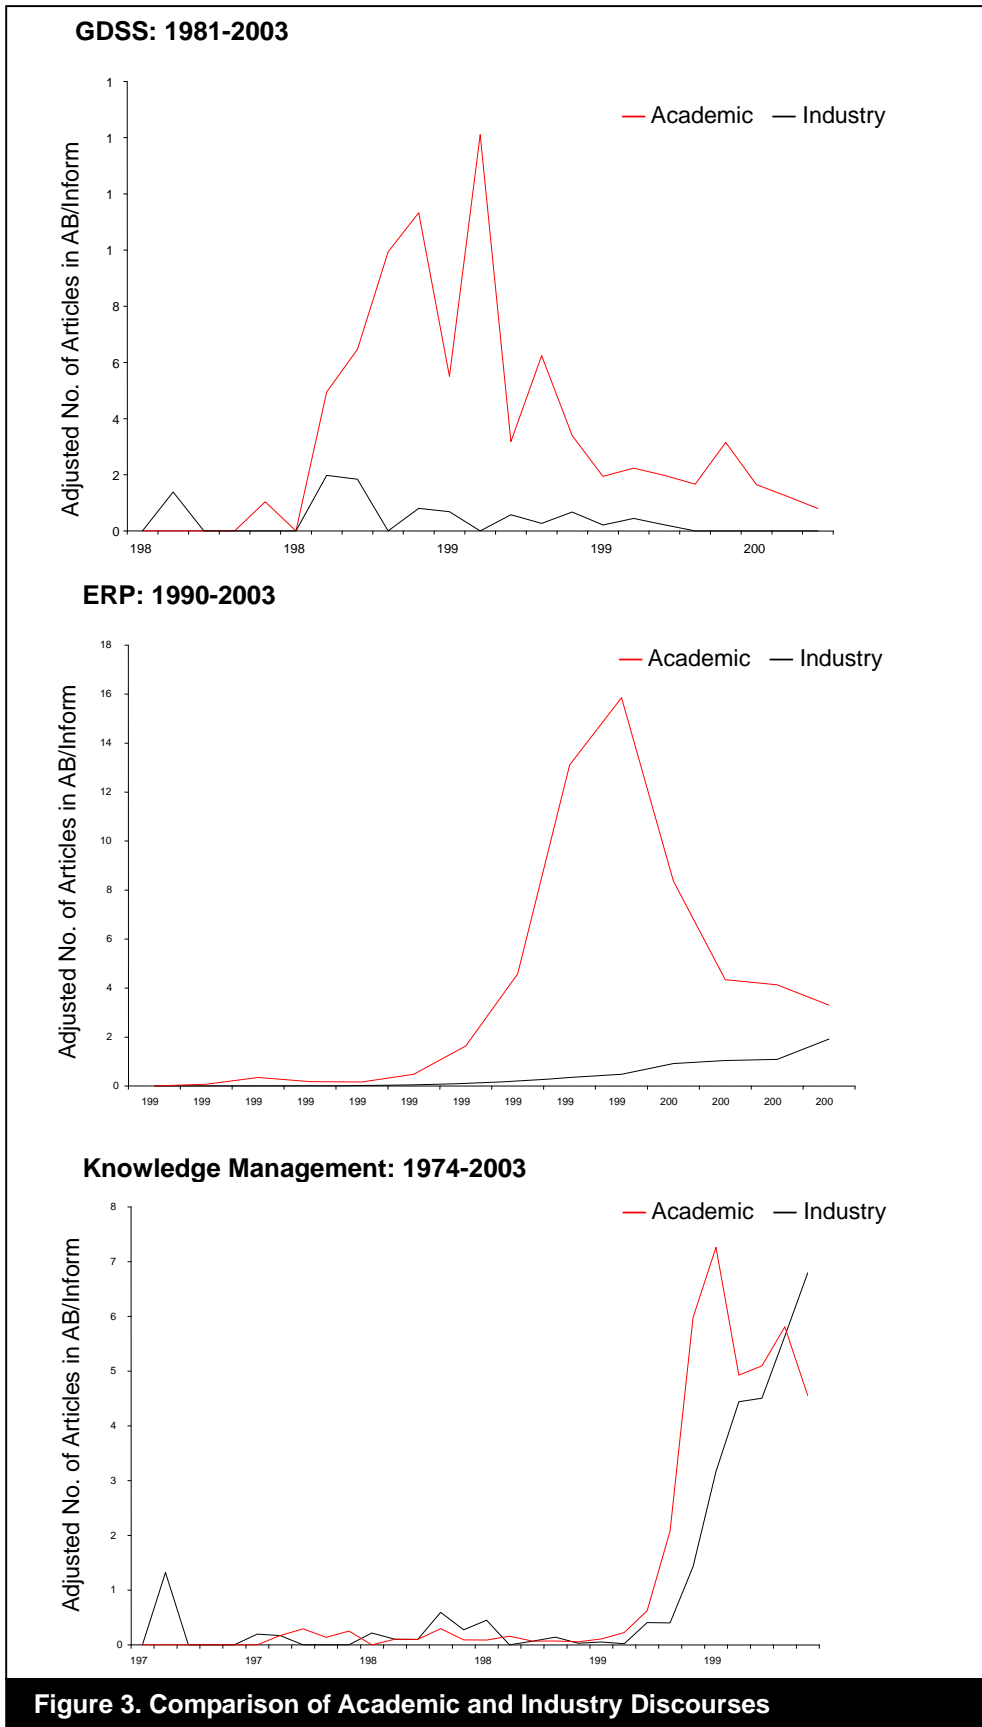 GDSS: 1981-2003
Adjusted No. of Articles in AB/Inform
Academic Industry
1
1
1
1
8
6
4
2
0
198 198 199 199 200
ERP: 1990-2003
Adjusted No. of Articles in AB/Inform
Academic Industry
18
16
14
12
10
8
6
4
2
0
199 199 199 199 199 199 199 199 199 199 200 200 200 200
Knowledge Management: 1974-2003
Adjusted No. of Articles in AB/Inform
Academic Industry
8
7
6
5
4
3
2
1
0
197 197 198 198 199 199
Figure 3. Comparison of Academic and Industry Discourses